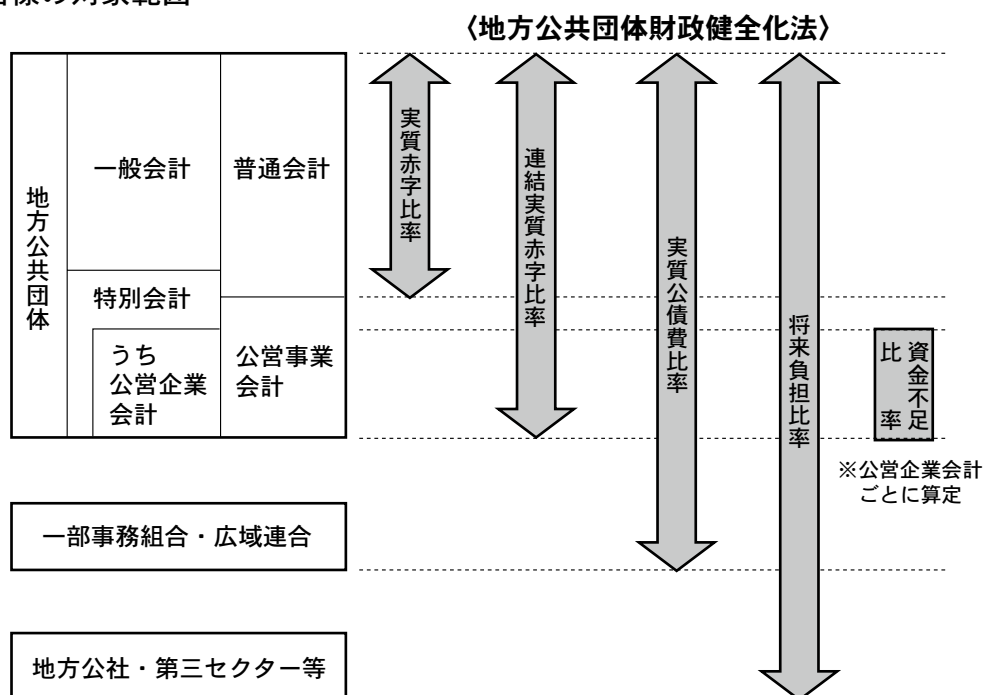 の対象範囲
〈地方公共団体財政健全化法〉
地方公共団体
一般会計
普通会計
特別会計
うち
公営企業
会計
公営事業
会計
実質赤字比率
連結実質赤字比率
実質公債費比率
将来負担比率
資金不足
比率
※公営企業会計
ごとに算定
一部事務組合・広域連合
地方公社・第三セクター等